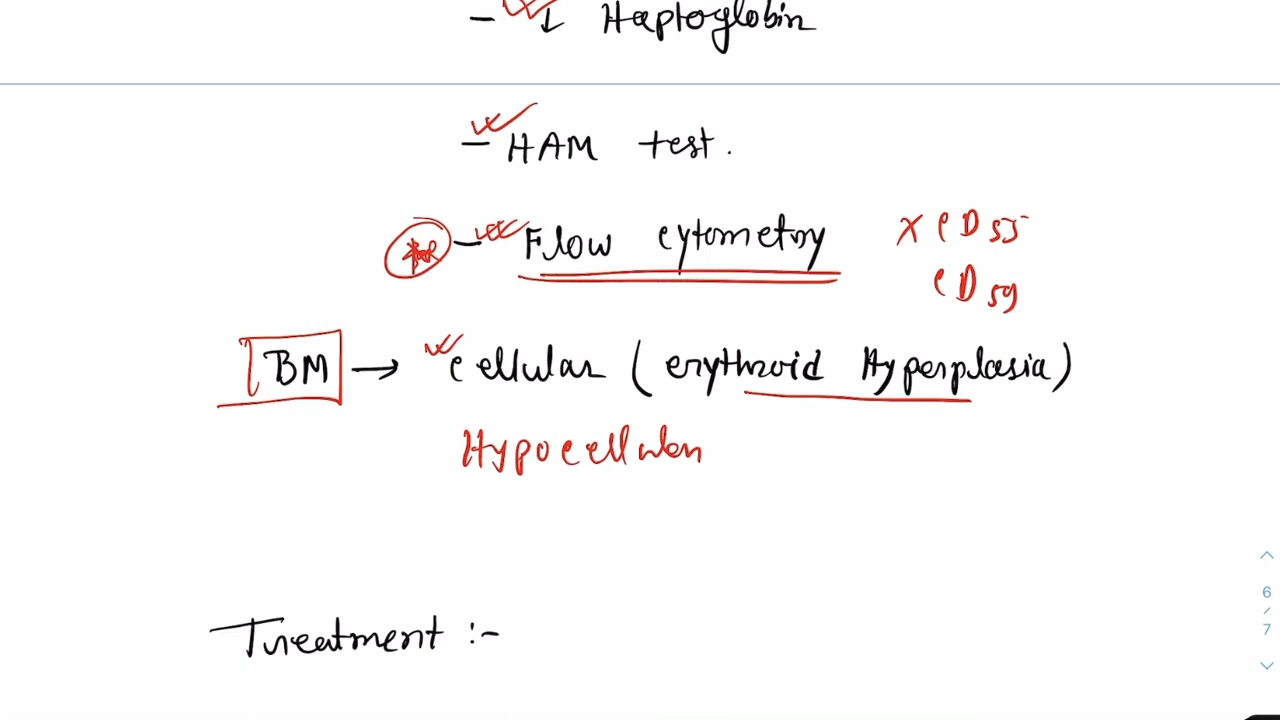 - ↓ Haptoglobin
- HAM test.
- Flow cytometry X CD55
CD59
BM → cellular (erythroid Hyperplasia)
Hypocellular
Treatment :-
6
/
7